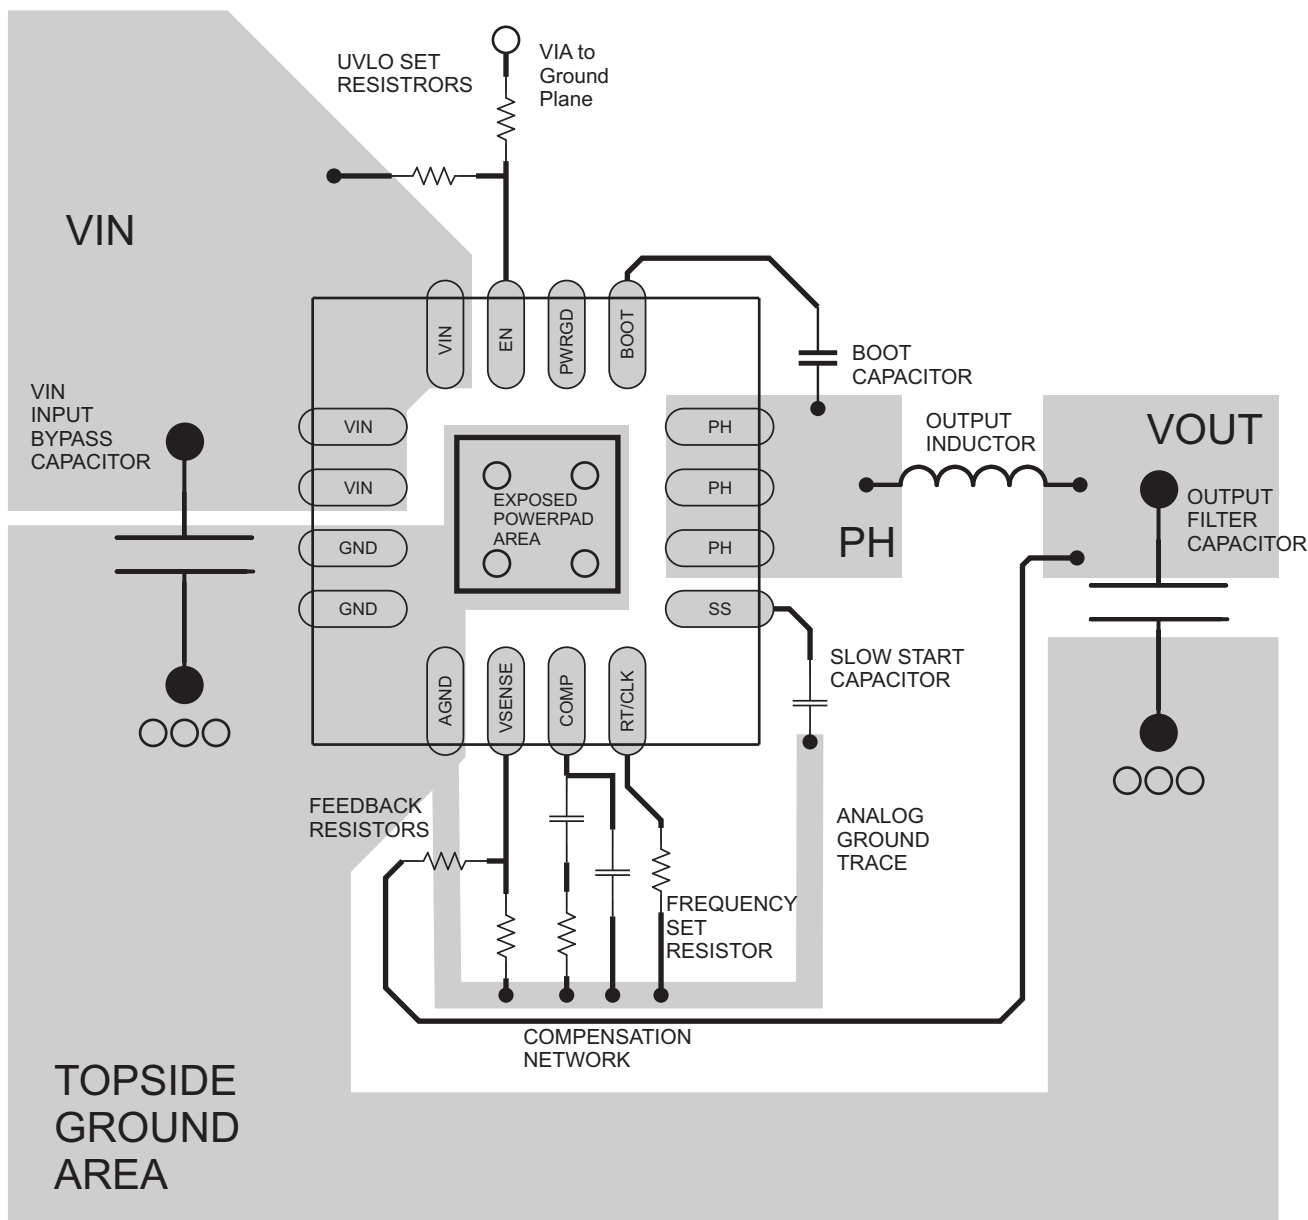 UVLO SET
RESISTRORS
VIA to
Ground
Plane
VIN
VIN
EN
PWRGD
BOOT
BOOT
CAPACITOR
VIN
INPUT
BYPASS
CAPACITOR
VIN
VIN
GND
GND
EXPOSED
POWERPAD
AREA
PH
PH
PH
SS
PH
OUTPUT
INDUCTOR
VOUT
OUTPUT
FILTER
CAPACITOR
AGND
VSENSE
COMP
RT/CLK
SLOW START
CAPACITOR
FEEDBACK
RESISTORS
ANALOG
GROUND
TRACE
FREQUENCY
SET
RESISTOR
COMPENSATION
NETWORK
TOPSIDE
GROUND
AREA